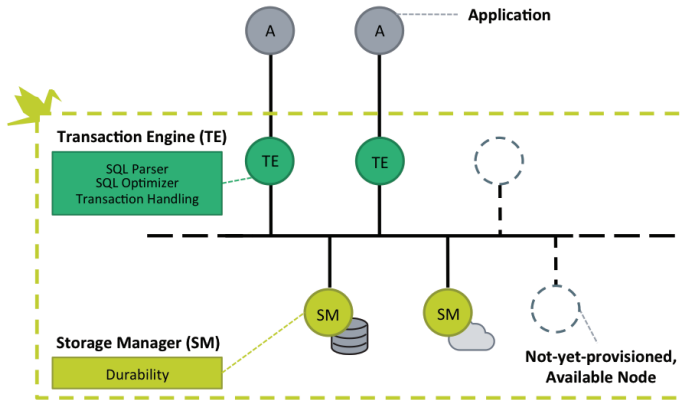 A
A
Application
Transaction Engine (TE)
SQL Parser
SQL Optimizer
Transaction Handling
TE
TE
SM
SM
Storage Manager (SM)
Durability
Not-yet-provisioned,
Available Node